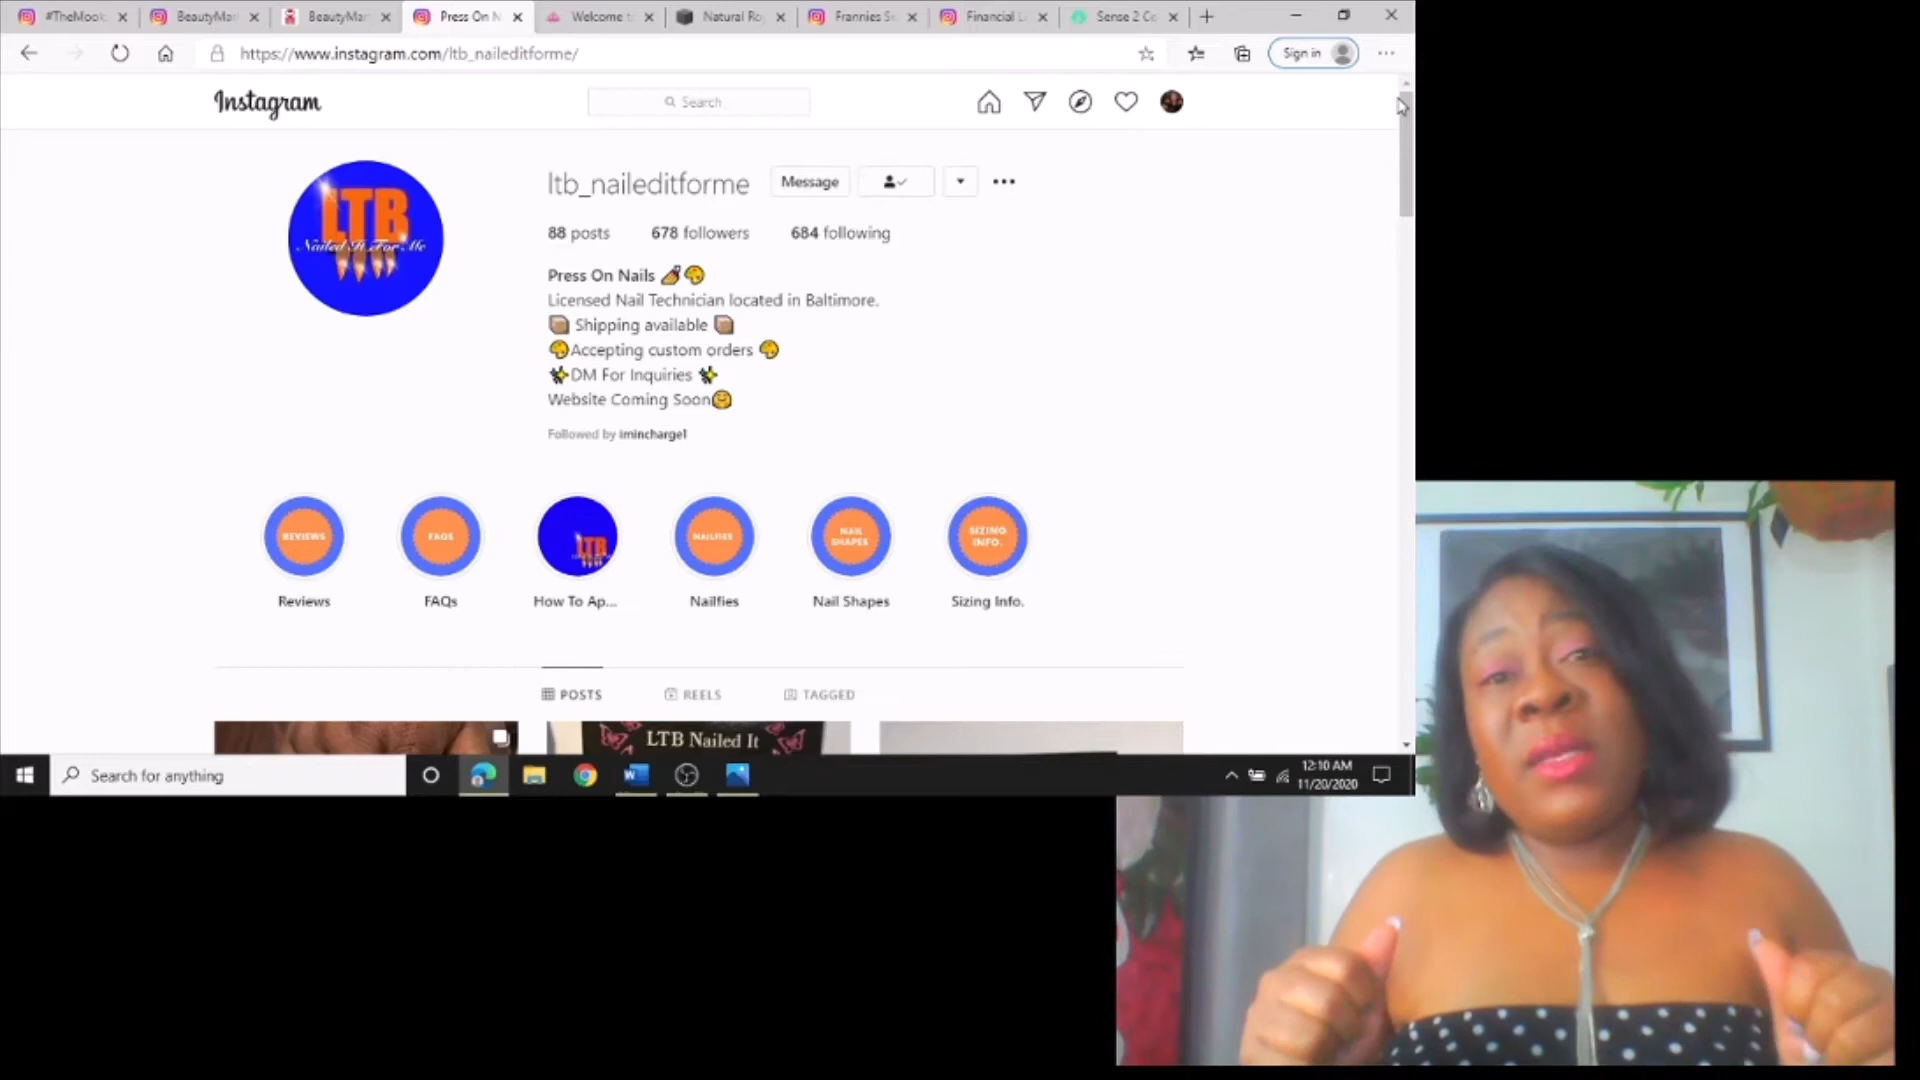 #TheMook
BeautyMar
BeautyMar
Press On N
Welcome to
Natural Ro
Frannies S
Financial L
Sense 2 Co
https://www.instagram.com/ltb_naileditforme/
Sign in
Instagram
Search
LTB
Nailed It For Me
ltb_naileditforme
Message
88 posts
678 followers
684 following
Press On Nails
Licensed Nail Technician located in Baltimore.
Shipping available
Accepting custom orders
DM For Inquiries
Website Coming Soon
Followed by imincharge1
REVIEWS
FAQS
LTB
NAILFIES
NAIL
SHAPES
SIZING
INFO.
Reviews
FAQs
How To Ap...
Nailfies
Nail Shapes
Sizing Info.
POSTS
REELS
TAGGED
LTB Nailed It
Search for anything
12:10 AM
11/20/2020